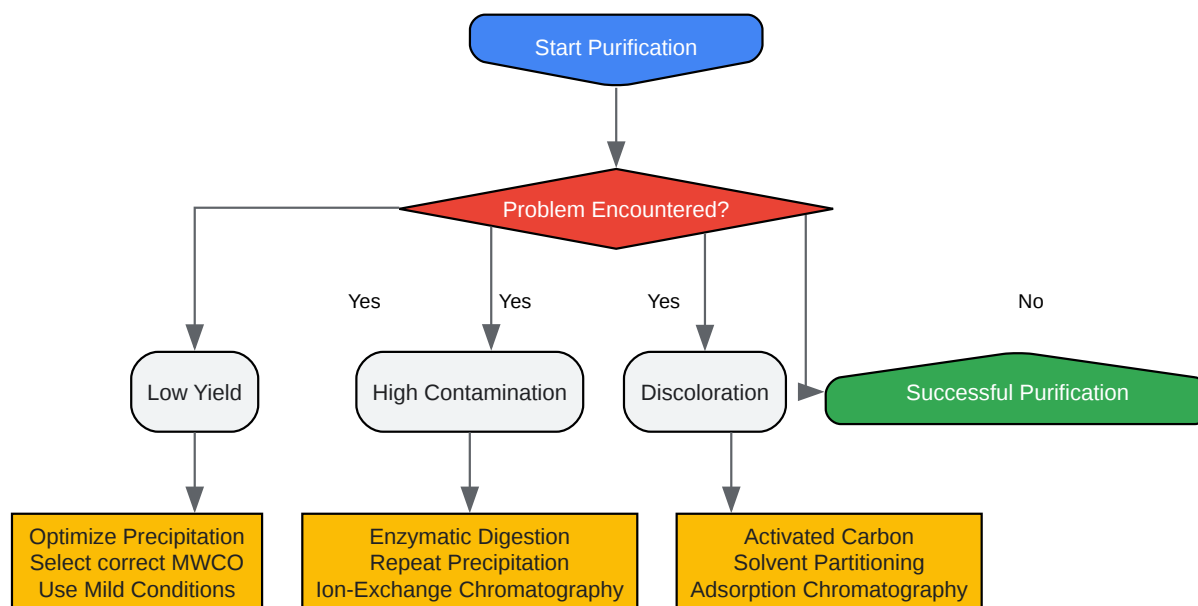 Start Purification
Problem Encountered?
Yes
Yes
Yes
No
Low Yield
High Contamination
Discoloration
Successful Purification
Optimize Precipitation
Select correct MWCO
Use Mild Conditions
Enzymatic Digestion
Repeat Precipitation
Ion-Exchange Chromatography
Activated Carbon
Solvent Partitioning
Adsorption Chromatography